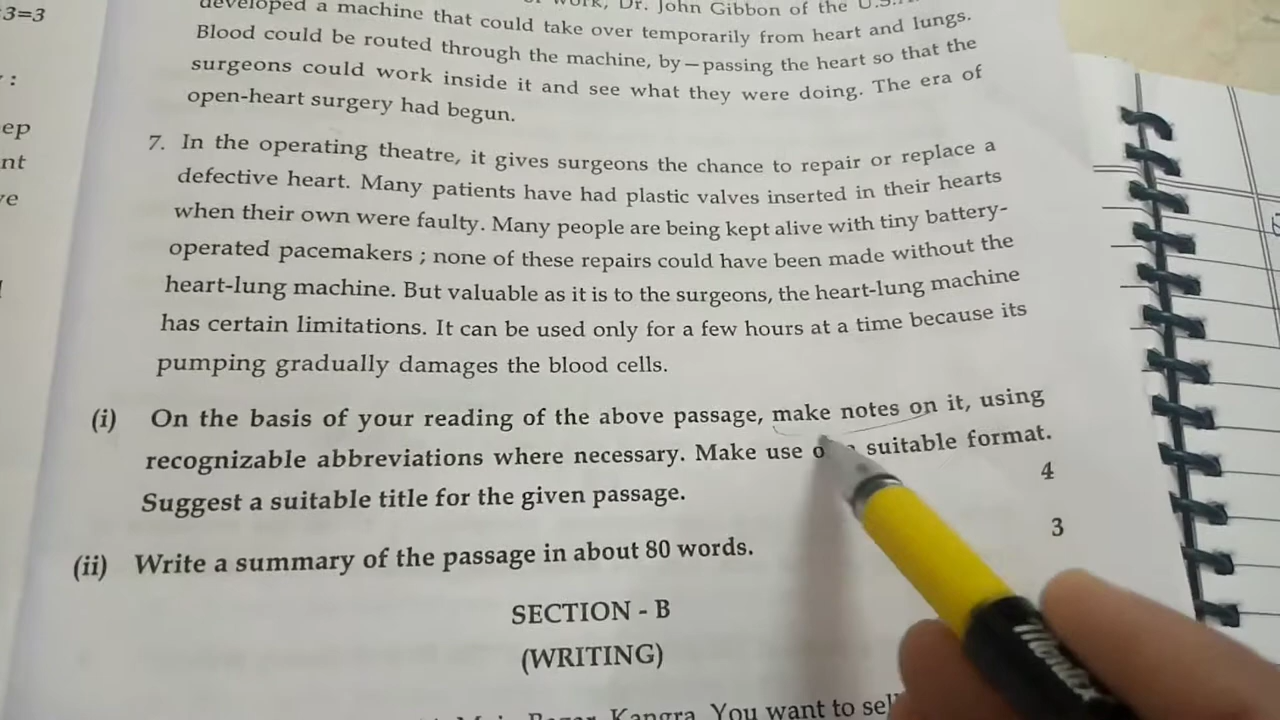 3=3
work, Dr. John Gibbon of the U.S.A.
developed a machine that could take over temporarily from heart and lungs.
Blood could be routed through the machine, by—passing the heart so that the
surgeons could work inside it and see what they were doing. The era of
open-heart surgery had begun.
:
ep
nt
ve
7. In the operating theatre, it gives surgeons the chance to repair or replace a
defective heart. Many patients have had plastic valves inserted in their hearts
when their own were faulty. Many people are being kept alive with tiny battery-
operated pacemakers ; none of these repairs could have been made without the
heart-lung machine. But valuable as it is to the surgeons, the heart-lung machine
has certain limitations. It can be used only for a few hours at a time because its
pumping gradually damages the blood cells.
(i) On the basis of your reading of the above passage, make notes on it, using
recognizable abbreviations where necessary. Make use suitable format.
4
Suggest a suitable title for the given passage.
3
(ii) Write a summary of the passage in about 80 words.
SECTION - B
(WRITING)
Kangra. You want to sel